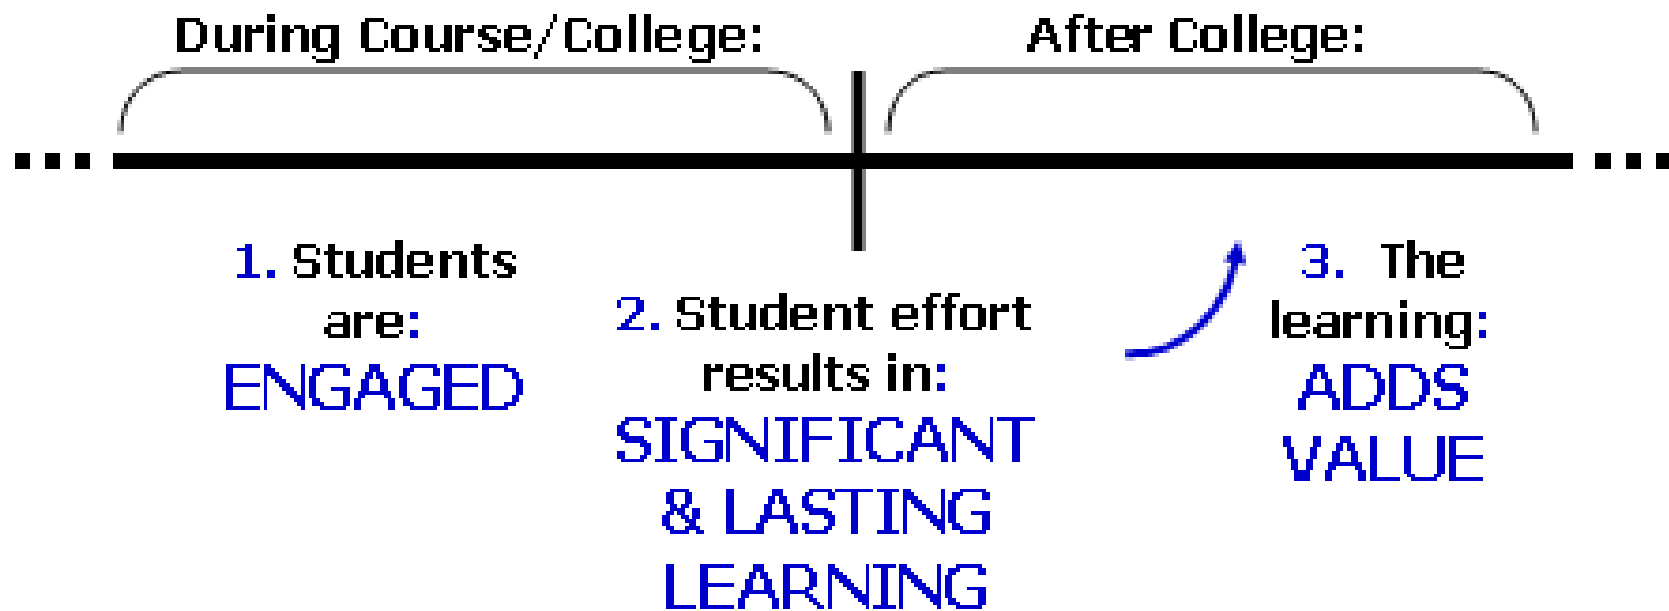 During Course/College:
After College:
1. Students
are:
ENGAGED
2. Student effort
results in:
SIGNIFICANT
& LASTING
LEARNING
3. The
learning:
ADDS
VALUE